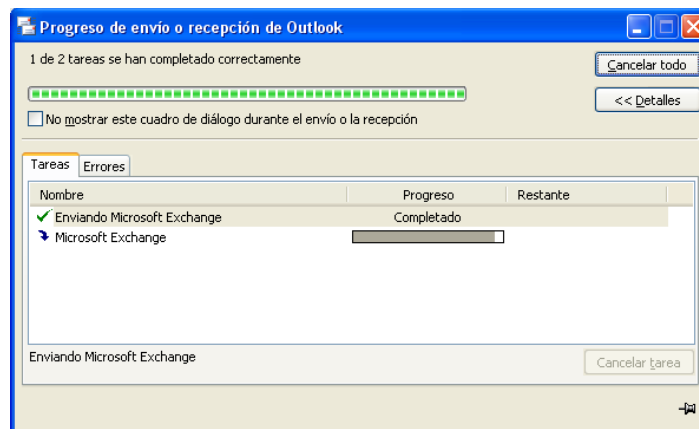 Progreso de envío o recepción de Outlook
1 de 2 tareas se han completado correctamente
Cancelar todo
<< Detalles
No mostrar este cuadro de diálogo durante el envío o la recepción
Tareas Errores
Nombre Progreso Restante
Enviando Microsoft Exchange Completado
Microsoft Exchange
Enviando Microsoft Exchange Cancelar tarea